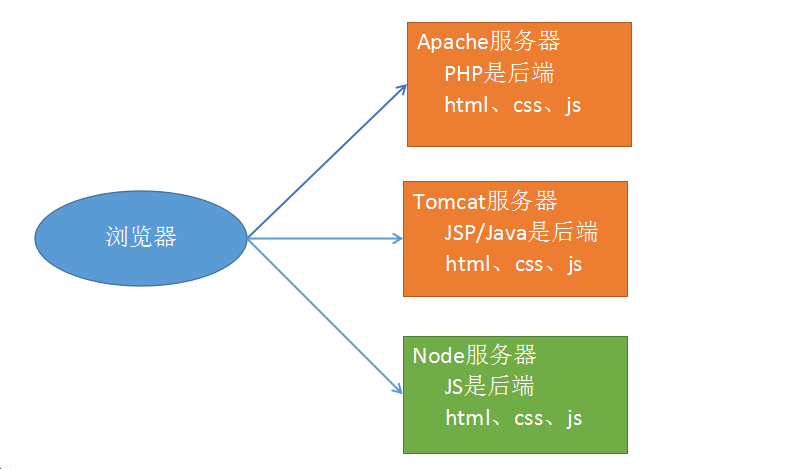 浏览器
Apache服务器
PHP是后端
html、css、js
Tomcat服务器
JSP/Java是后端
html、css、js
Node服务器
JS是后端
html、css、js